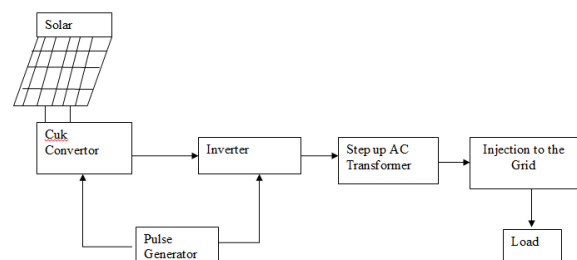 Solar
Cuk
Convertor
Inverter
Step up AC
Transformer
Injection to the
Grid
Pulse
Generator
Load